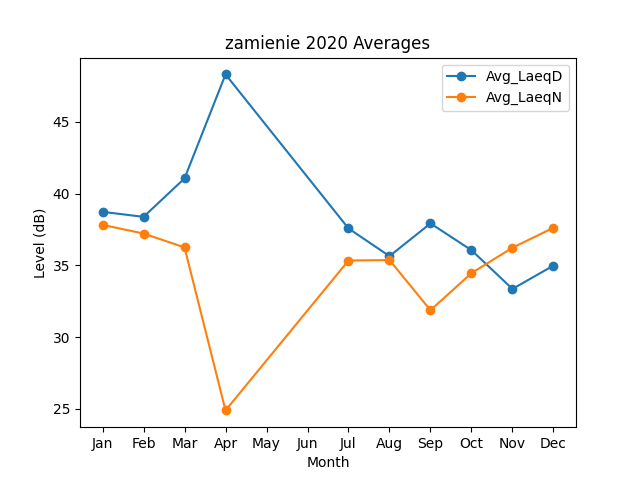 zamienie 2020 Averages
Avg_LaeqD
Avg_LaeqN
Level (dB)
45
40
35
30
25
Jan Feb Mar Apr May Jun Jul Aug Sep Oct Nov Dec
Month